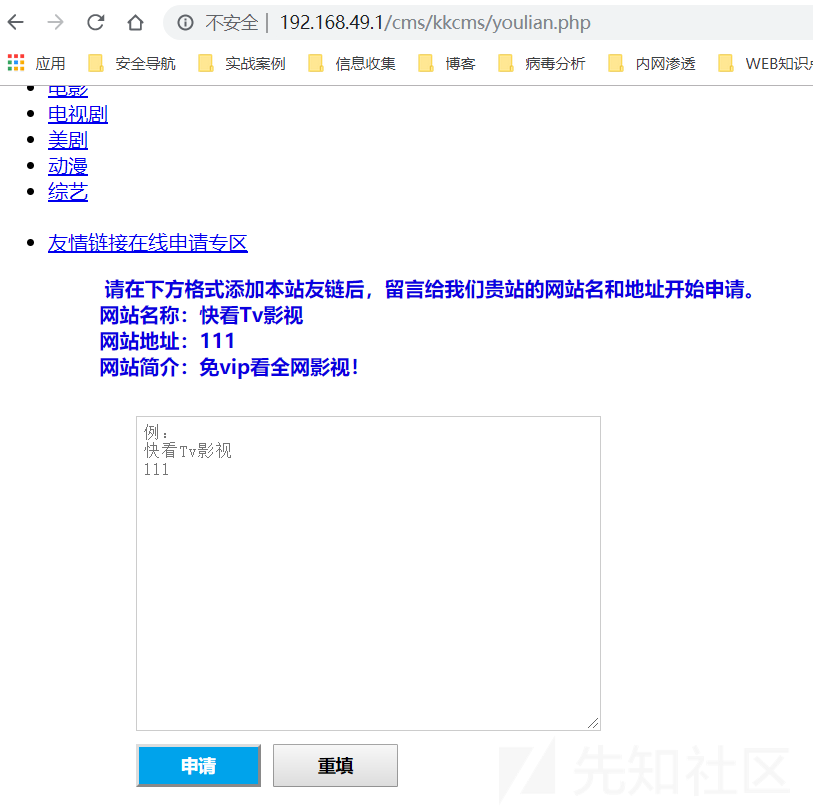 不安全 | 192.168.49.1/cms/kkcms/youlian.php
应用 安全导航 实战案例 信息收集 博客 病毒分析 内网渗透 WEB知识点
电影
电视剧
美剧
动漫
综艺
友情链接在线申请专区
请在下方格式添加本站友链后，留言给我们贵站的网站名和地址开始申请。
网站名称：快看Tv影视
网站地址：111
网站简介：免vip看全网影视！
例：
快看Tv影视
111
申请 重填
先知社区